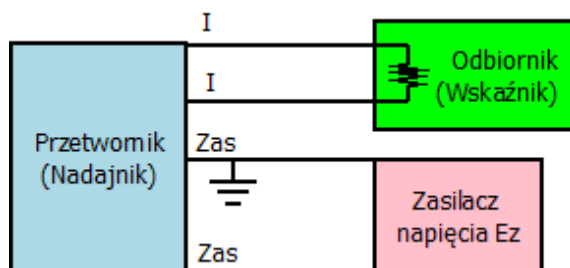 I
Odbiornik
(Wskaźnik)
I
Przetwornik
(Nadajnik)
Zas
Zasilacz
napięcia Ez
Zas